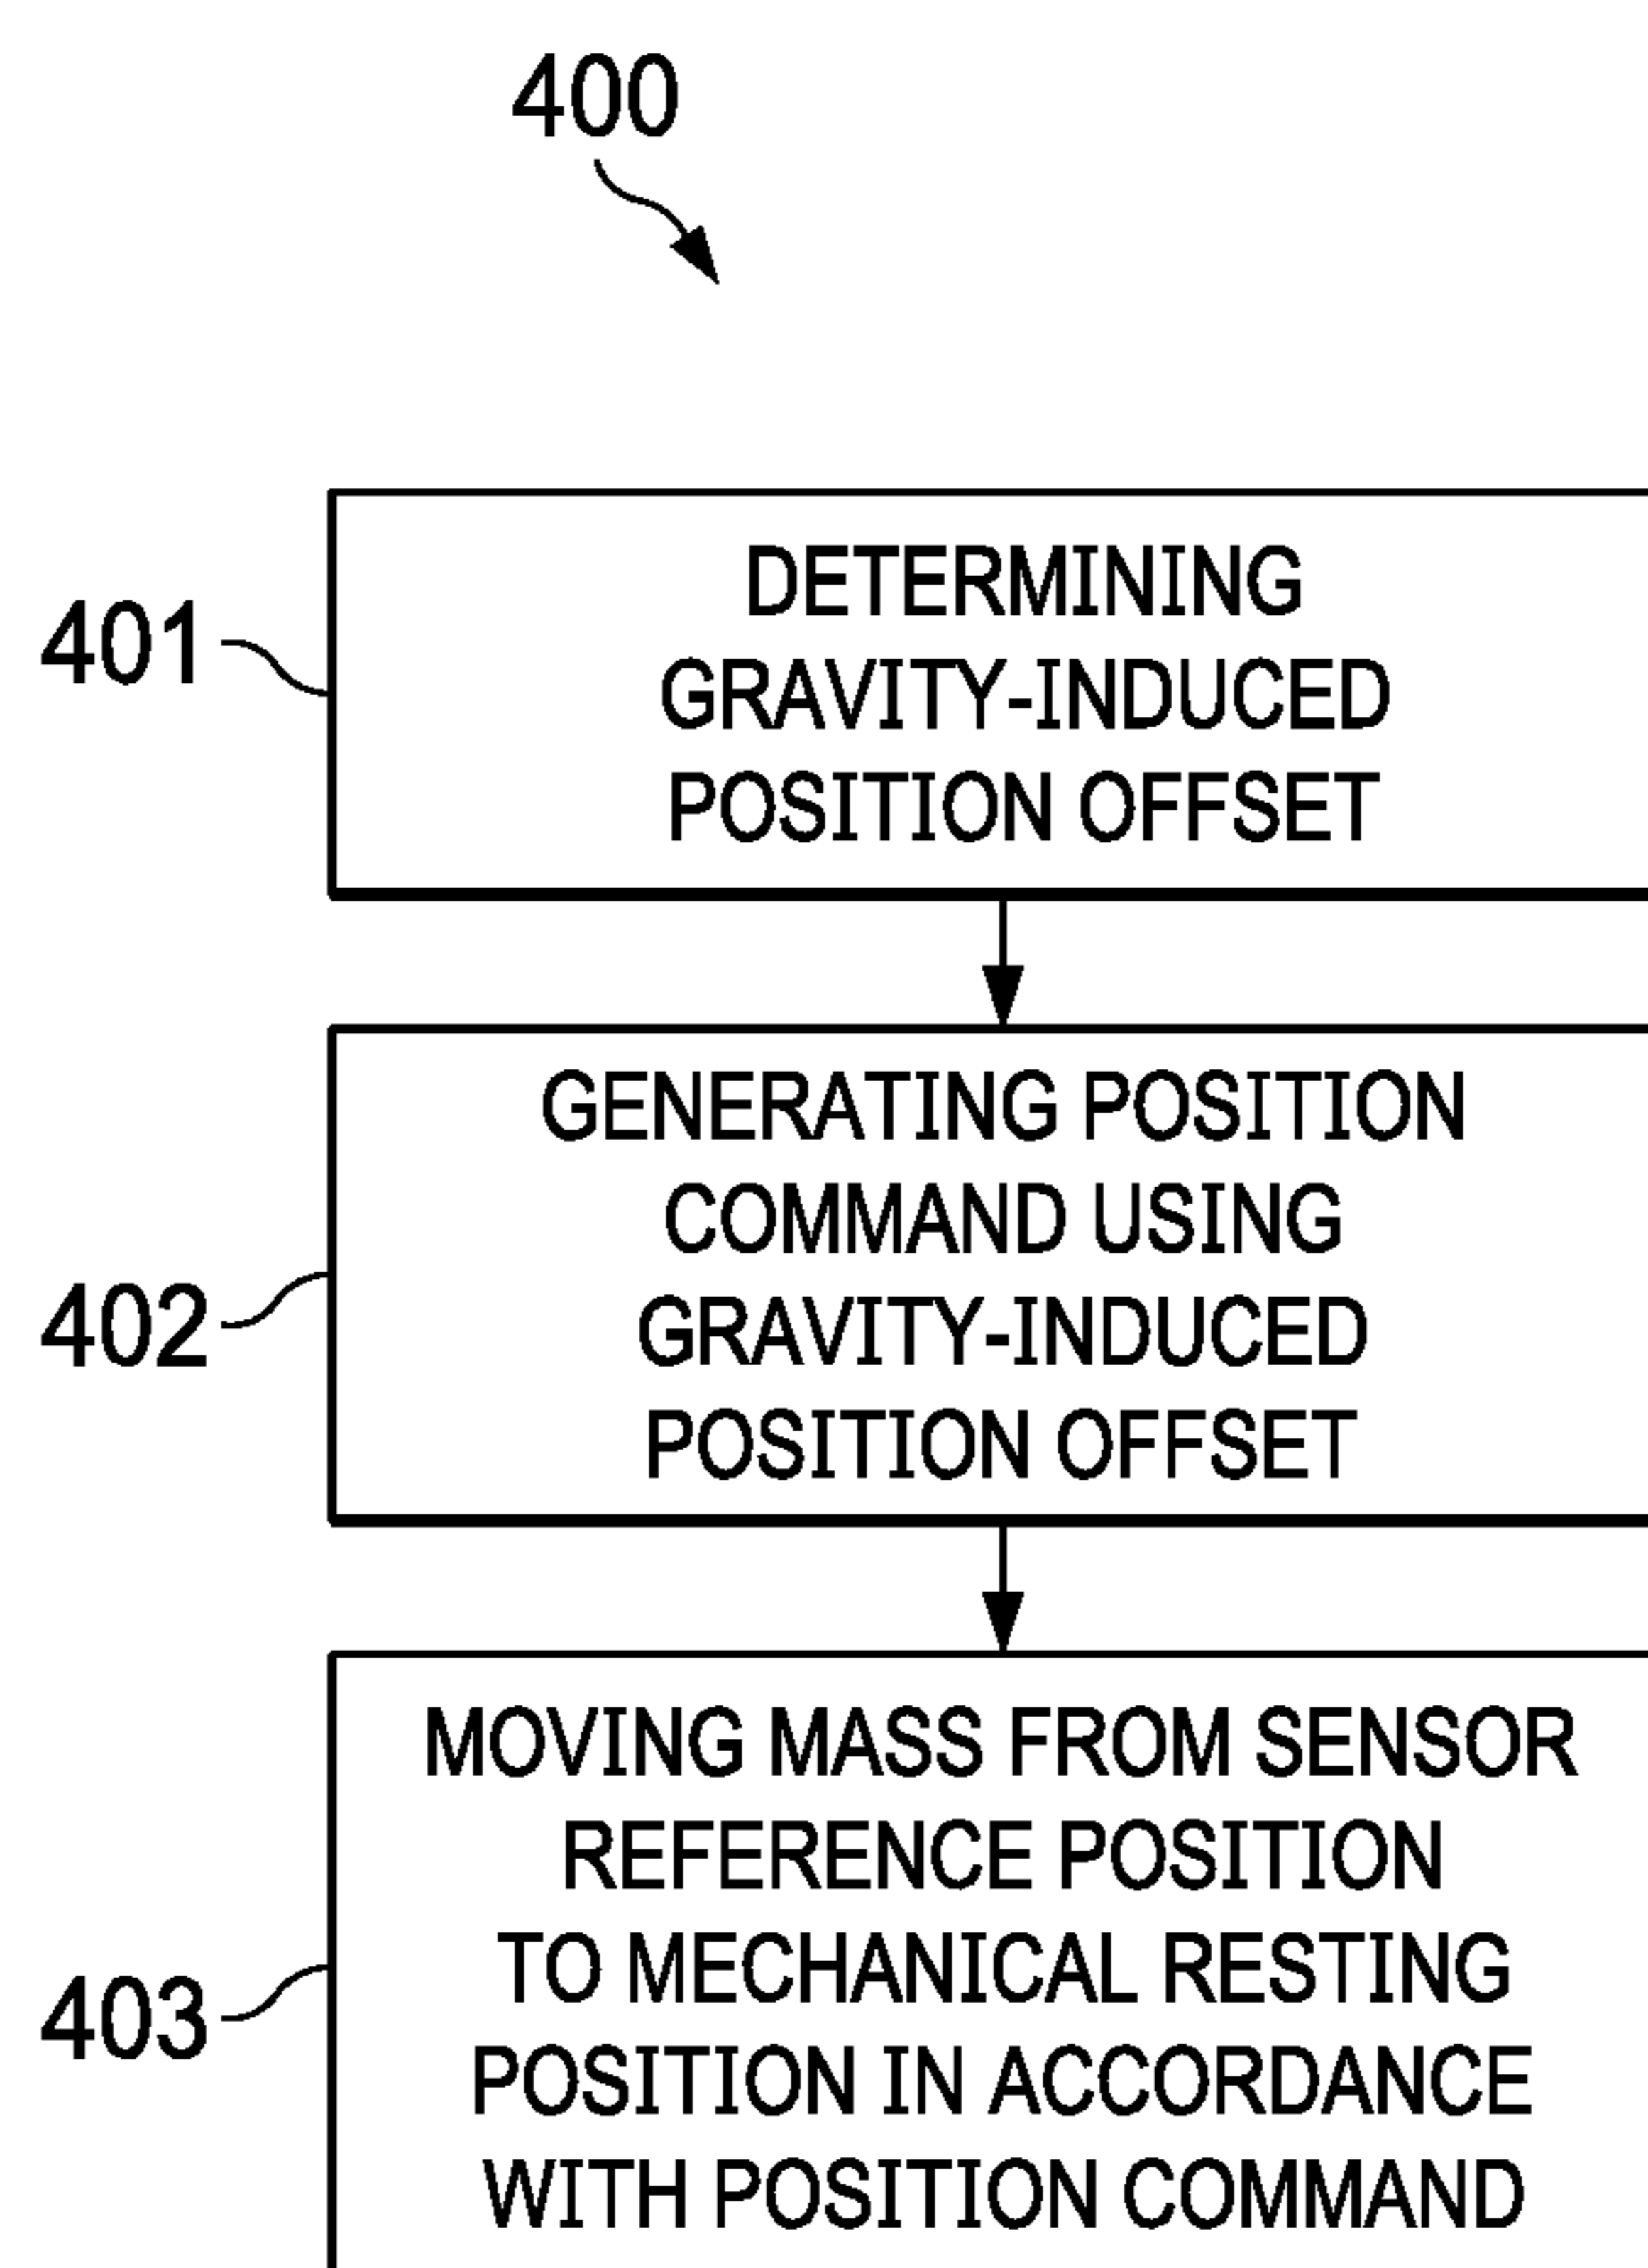 400
401
DETERMINING
GRAVITY-INDUCED
POSITION OFFSET
402
GENERATING POSITION
COMMAND USING
GRAVITY-INDUCED
POSITION OFFSET
403
MOVING MASS FROM SENSOR
REFERENCE POSITION
TO MECHANICAL RESTING
POSITION IN ACCORDANCE
WITH POSITION COMMAND